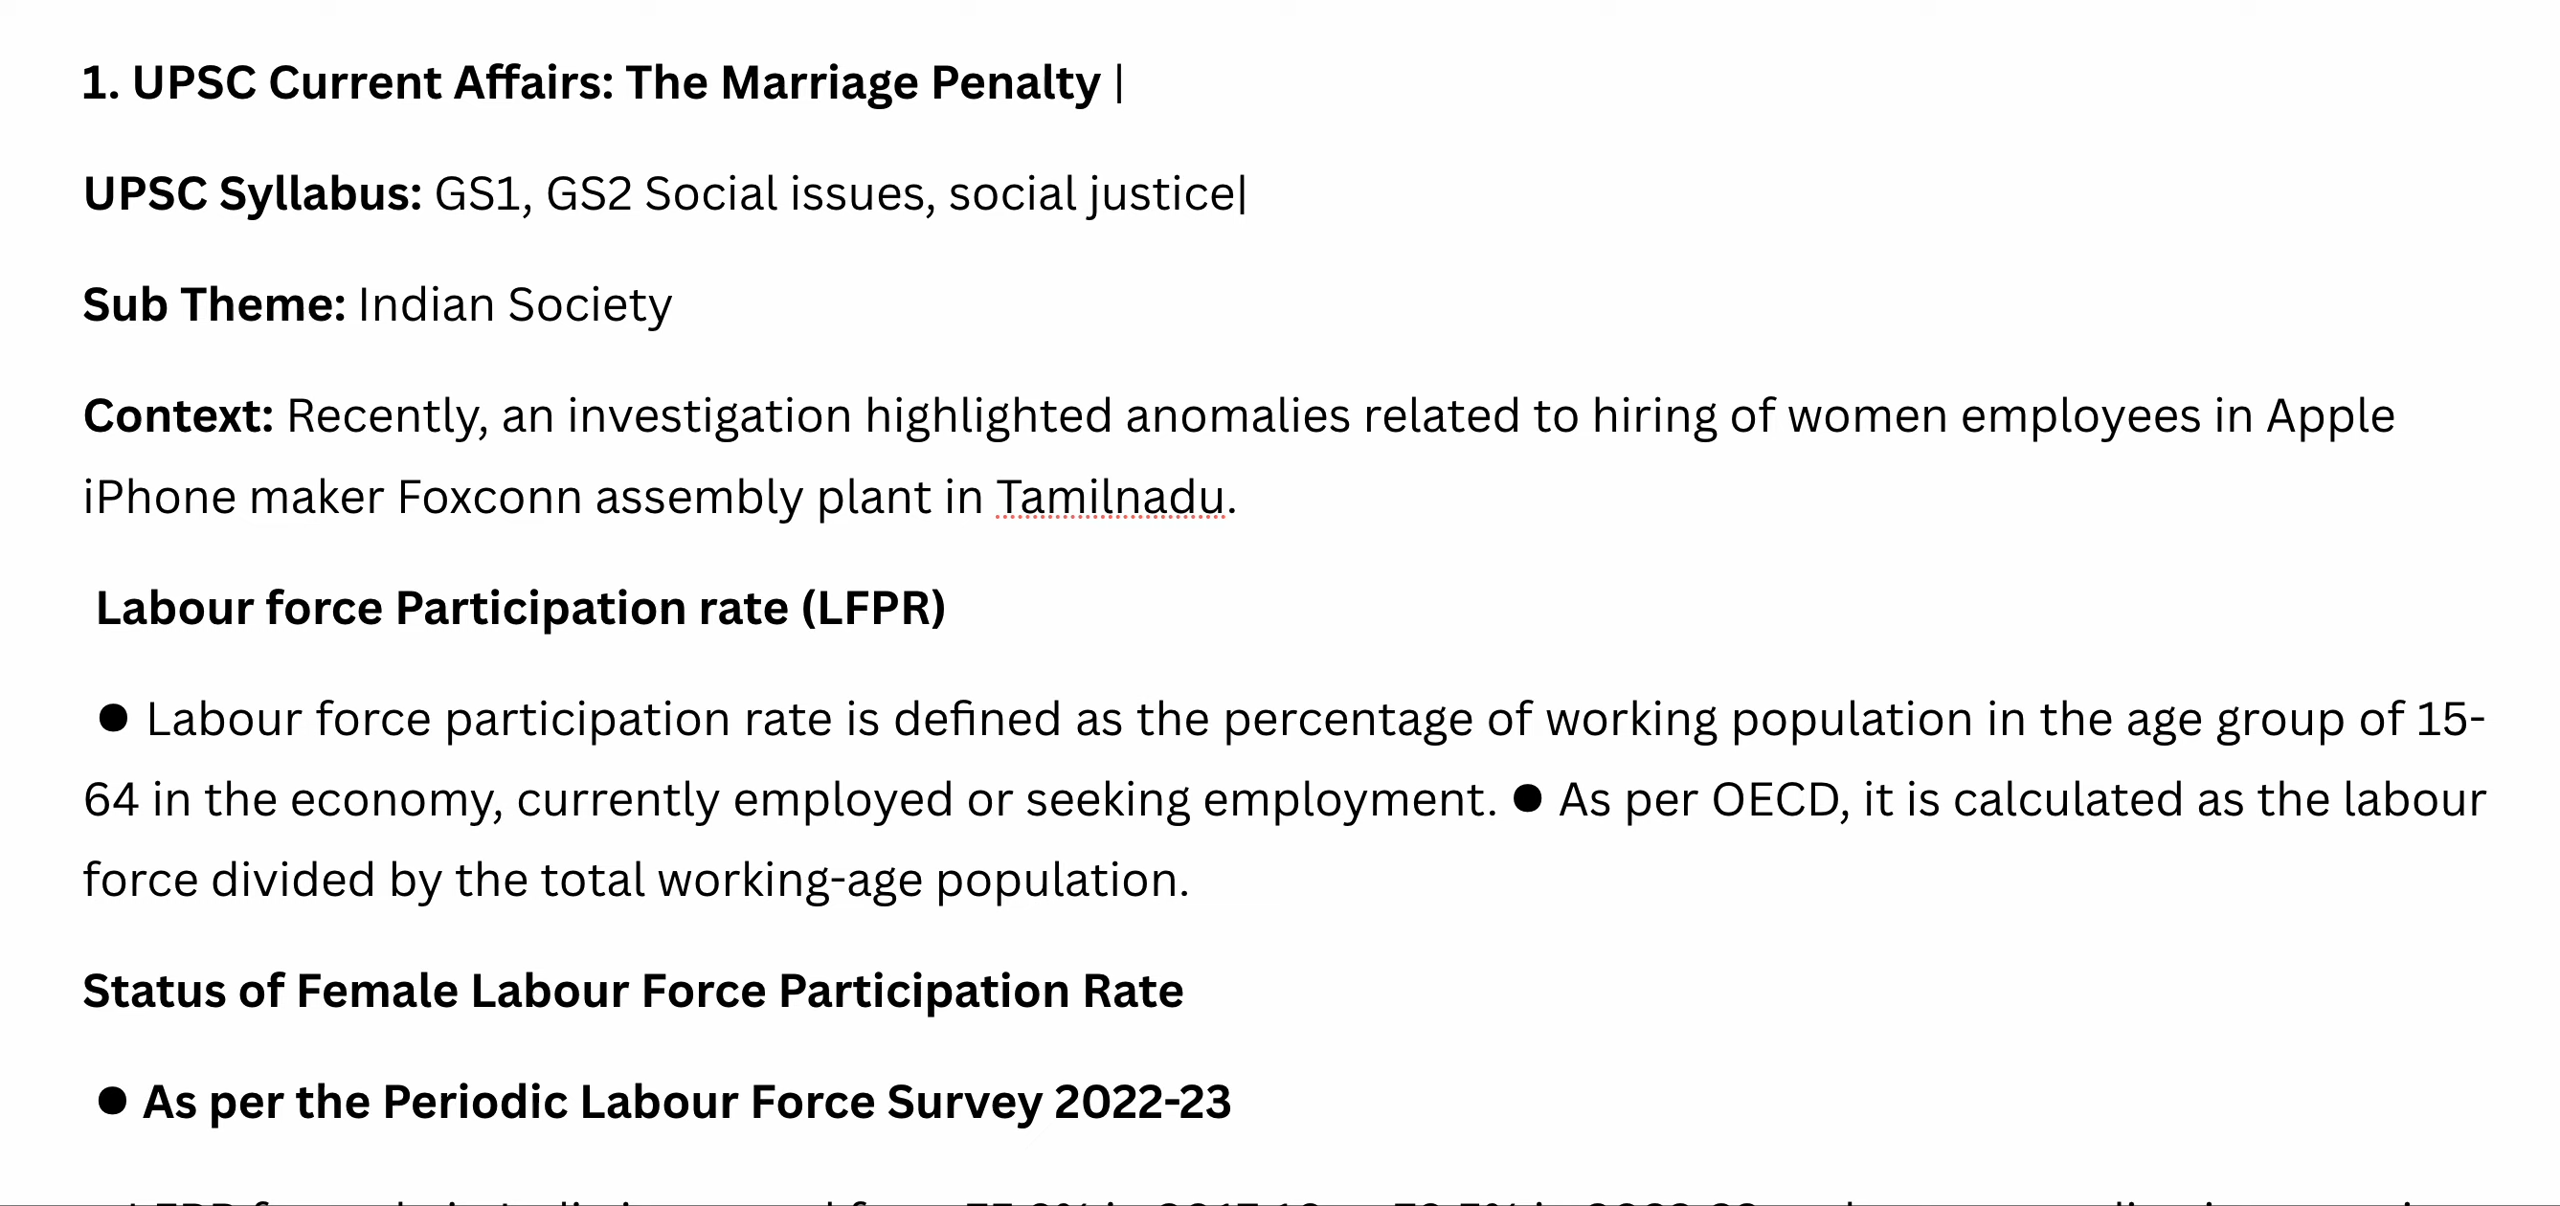 1. UPSC Current Affairs: The Marriage Penalty |
UPSC Syllabus: GS1, GS2 Social issues, social justice|
Sub Theme: Indian Society
Context: Recently, an investigation highlighted anomalies related to hiring of women employees in Apple
iPhone maker Foxconn assembly plant in Tamilnadu.
Labour force Participation rate (LFPR)
● Labour force participation rate is defined as the percentage of working population in the age group of 15-
64 in the economy, currently employed or seeking employment. ● As per OECD, it is calculated as the labour
force divided by the total working-age population.
Status of Female Labour Force Participation Rate
● As per the Periodic Labour Force Survey 2022-23